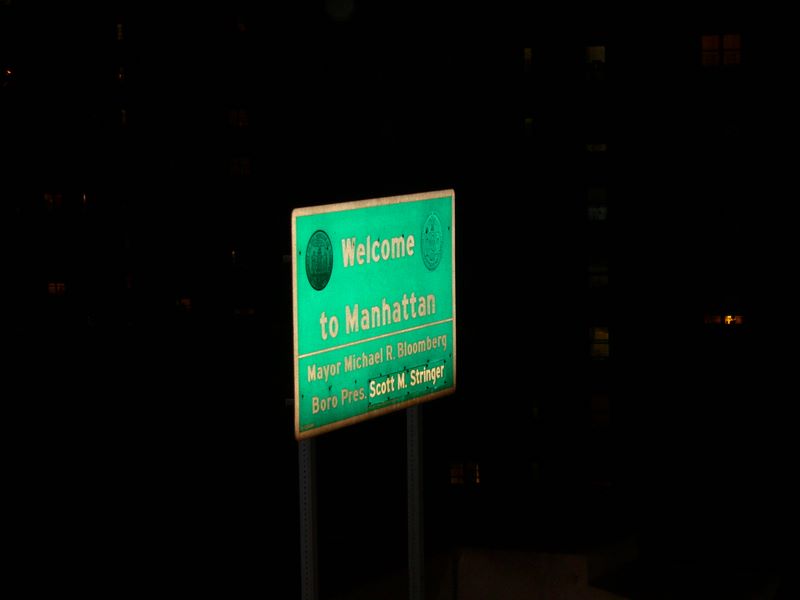 Welcome
to Manhattan
Mayor Michael R. Bloomberg
Boro Pres. Scott M. Stringer